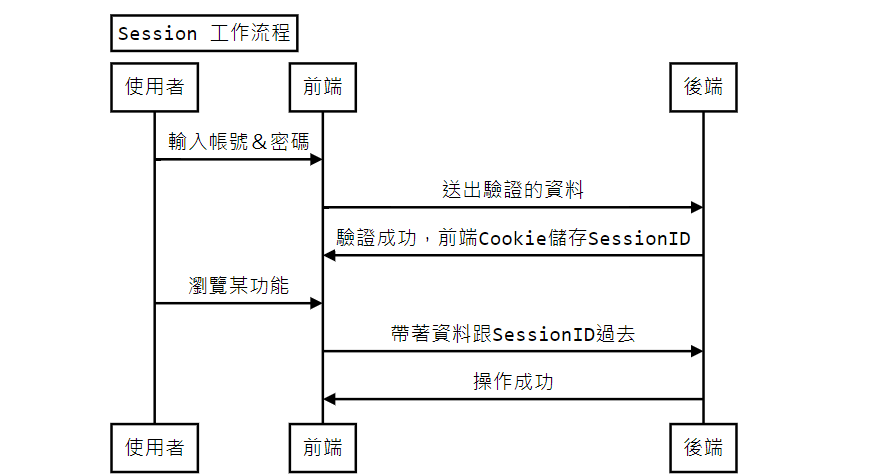 Session 工作流程
使用者 前端 後端
輸入帳號＆密碼
送出驗證的資料
驗證成功，前端Cookie儲存SessionID
瀏覽某功能
帶著資料跟SessionID過去
操作成功
使用者 前端 後端